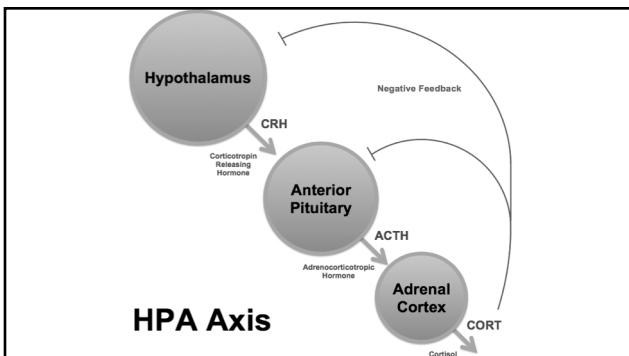 Hypothalamus
Negative Feedback
CRH
Corticotropin
Releasing
Hormone
Anterior
Pituitary
ACTH
Adrenocorticotropic
Hormone
Adrenal
Cortex
HPA Axis
CORT
Cortisol